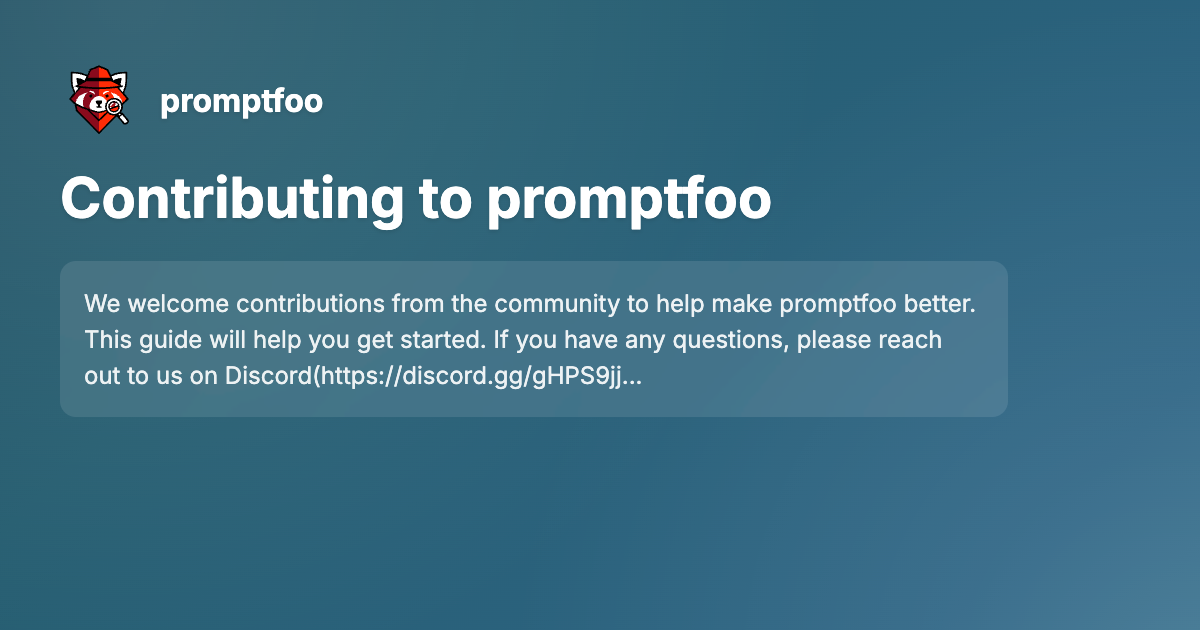 promptfoo
Contributing to promptfoo
We welcome contributions from the community to help make promptfoo better.
This guide will help you get started. If you have any questions, please reach
out to us on Discord(https://discord.gg/gHPS9jj...